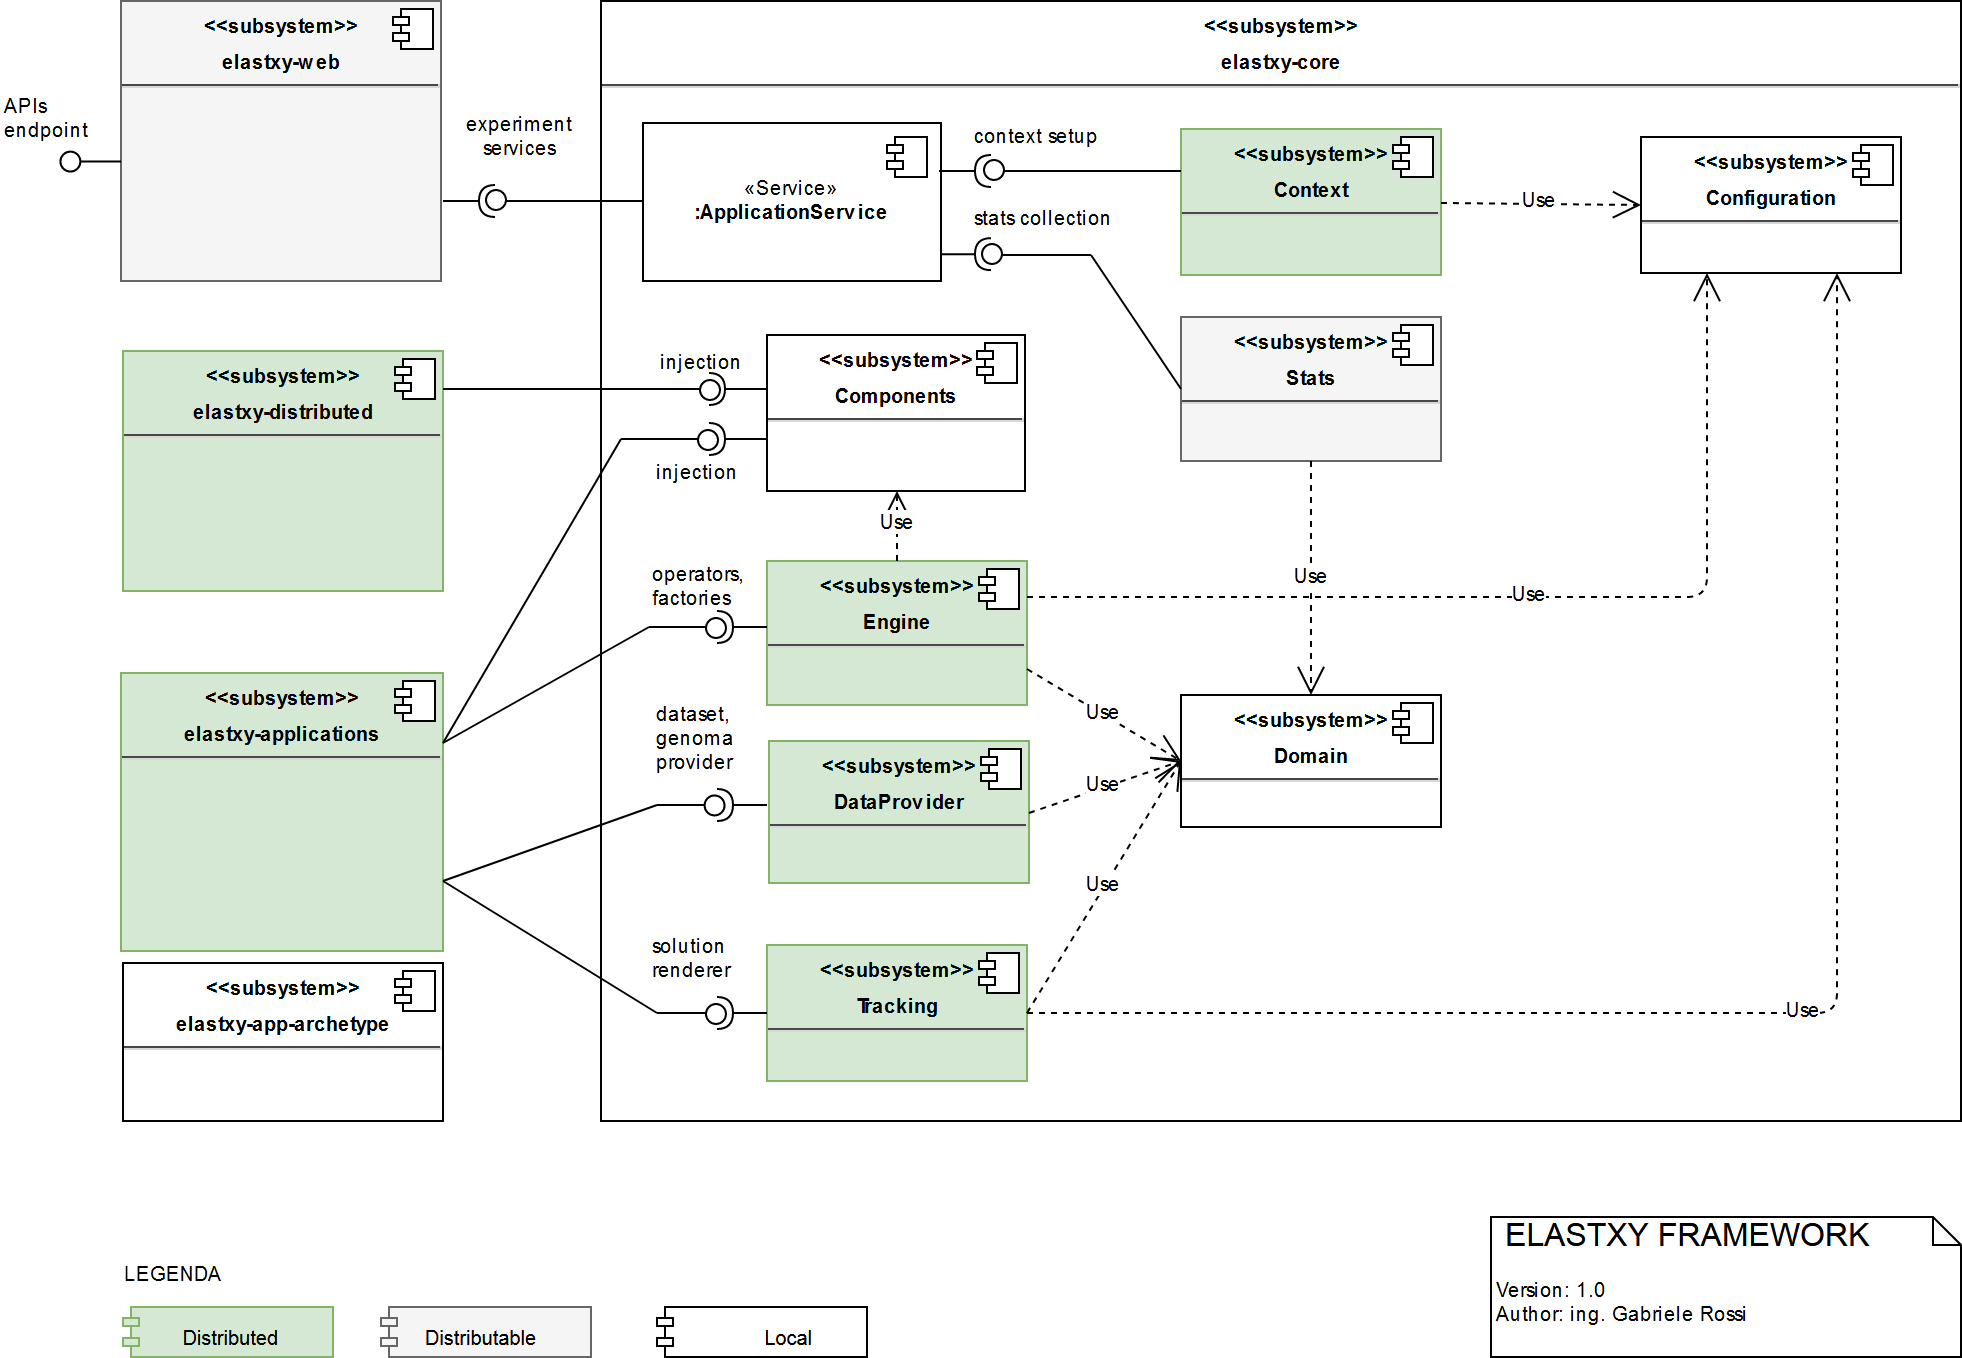 <<subsystem>>
elastxy-web
APIs
endpoint
experiment
services
<<subsystem>>
elastxy-core
«Service»
:ApplicationService
context setup
stats collection
<<subsystem>>
Context
Use
<<subsystem>>
Configuration
<<subsystem>>
Stats
<<subsystem>>
elastxy-distributed
injection
injection
<<subsystem>>
Components
Use
Use
Use
operators,
factories
<<subsystem>>
Engine
<<subsystem>>
elastxy-applications
dataset,
genoma
provider
Use
<<subsystem>>
Domain
<<subsystem>>
DataProvider
Use
Use
solution
renderer
<<subsystem>>
Tracking
Use
<<subsystem>>
elastxy-app-archetype
LEGENDA
Distributed
Distributable
Local
ELASTXY FRAMEWORK
Version: 1.0
Author: ing. Gabriele Rossi